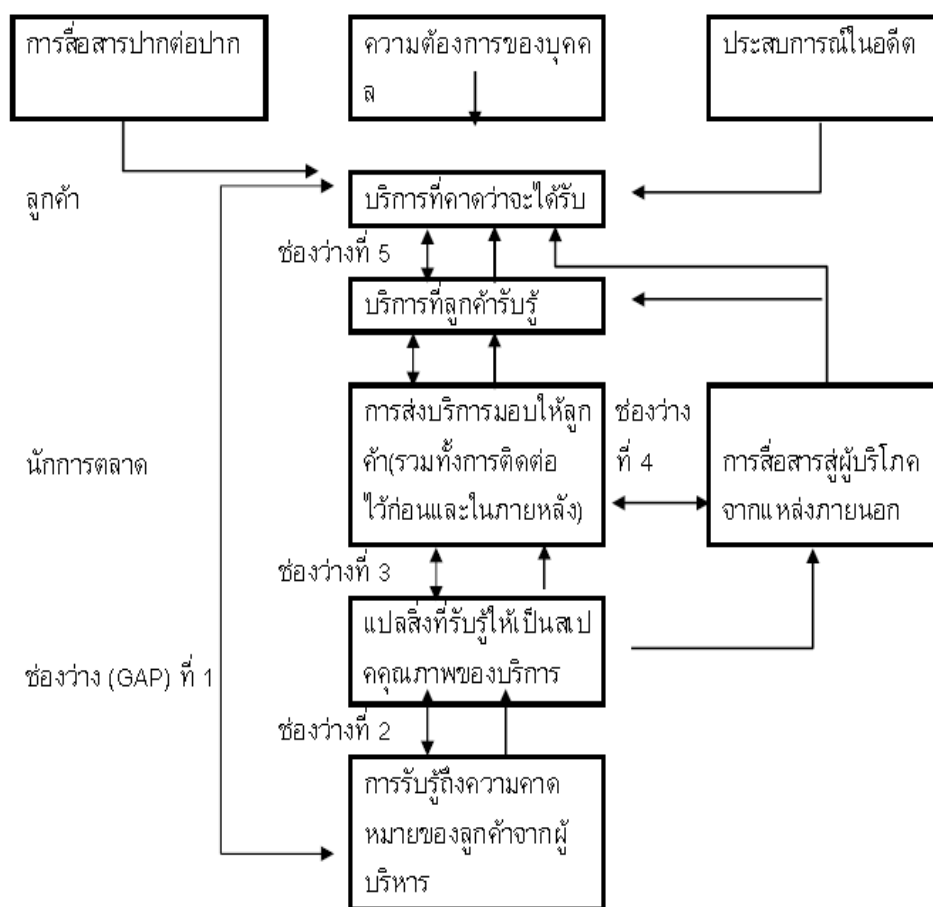 การสื่อสารปากต่อปาก
ความต้องการของบุคค
ล
ประสบการณ์ในอดีต
ลูกค้า
บริการที่คาดว่าจะได้รับ
ช่องว่างที่ 5
บริการที่ลูกค้ารับรู้
นักการตลาด
การส่งบริการมอบให้ลูก
ค้า(รวมทั้งการติดต่อ
ไว้ก่อนและในภายหลัง)
ช่องว่าง
ที่ 4
การสื่อสารสู่ผู้บริโภค
จากแหล่งภายนอก
ช่องว่างที่ 3
แปลสิ่งที่รับรู้ให้เป็นสเป
คคุณภาพของบริการ
ช่องว่าง (GAP) ที่ 1
ช่องว่างที่ 2
การรับรู้ถึงความคาด
หมายของลูกค้าจากผู้
บริหาร